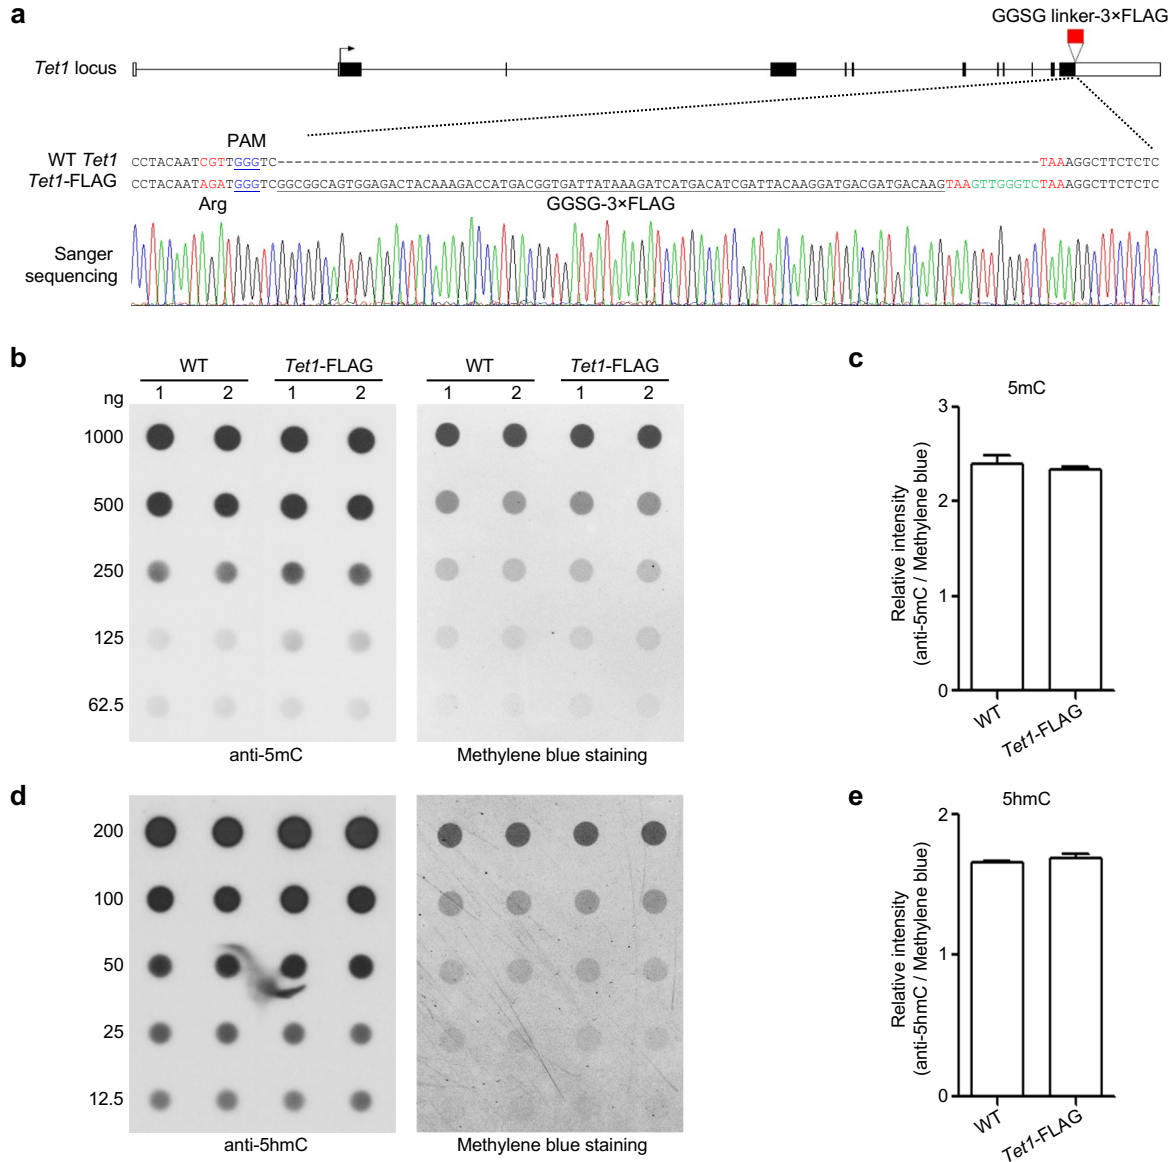 a
GGSG linker-3×FLAG
Tet1 locus
PAM
WT Tet1 CCTACAATCGTTGGGTC------------------------------------------------------------------------------------------TAAAGGCTTCTCTC
Tet1-FLAG CCTACAATAGATGGGTCGGCGGCAGTGGAGACTACAAAGACCATGACGGTGATTATAAAGATCATGACATCGATTACAAGGATGACGATGACAAGTAAGTTGGGTCTAAAGGCTTCTCTC
Arg GGSG-3×FLAG
Sanger
sequencing
b
WT Tet1-FLAG WT Tet1-FLAG
ng 1 2 1 2 1 2 1 2
1000
500
250
125
62.5
anti-5mC Methylene blue staining
c
5mC
Relative intensity
(anti-5mC / Methylene blue)
3
2
1
0
WT Tet1-FLAG
d
200
100
50
25
12.5
anti-5hmC Methylene blue staining
e
5hmC
Relative intensity
(anti-5hmC / Methylene blue)
2
1
0
WT Tet1-FLAG